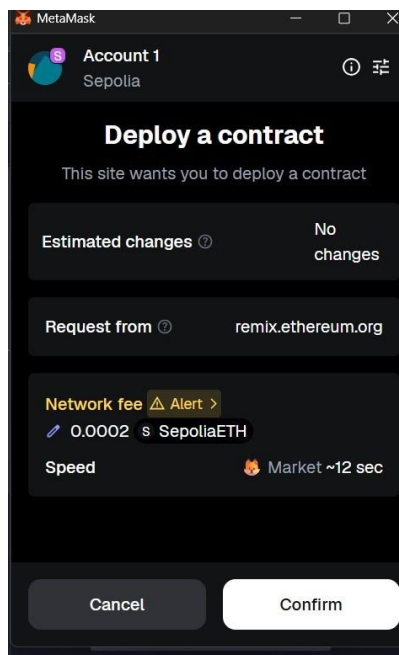 MetaMask
S
Account 1
Sepolia
Deploy a contract
This site wants you to deploy a contract
Estimated changes
No
changes
Request from
remix.ethereum.org
Network fee Alert >
0.0002 S SepoliaETH
Speed
Market ~12 sec
Cancel
Confirm